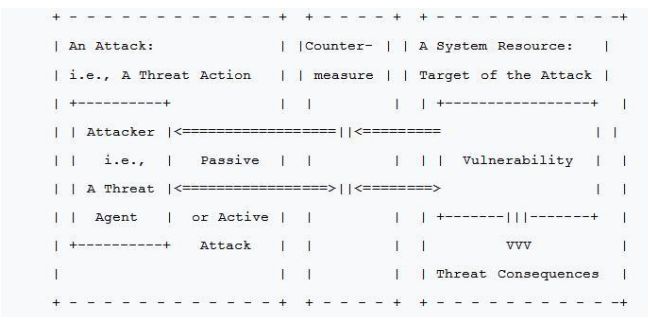 + - - - - - - - - - - - - - + + - - - - + + - - - - - - - - - - - -+
| An Attack: | |Counter- | | A System Resource: |
| i.e., A Threat Action | | measure | | Target of the Attack |
| +----------+ | | | | +-----------------+ |
| | Attacker |<==================||<========= | |
| | i.e., | Passive | | | | | Vulnerability | |
| | A Threat |<=================>||<========> | |
| | Agent | or Active | | | | +-------|||-------+ |
| +----------+ Attack | | | | VVV |
| | | | | Threat Consequences |
+ - - - - - - - - - - - - - + + - - - - + + - - - - - - - - - - - -+